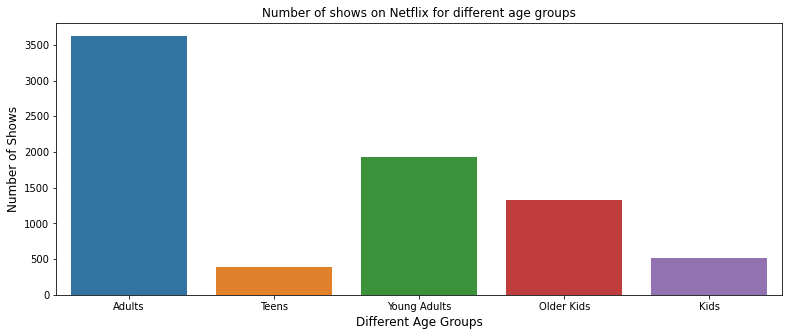 Number of shows on Netflix for different age groups
Number of Shows
3500
3000
2500
2000
1500
1000
500
0
Adults
Teens
Young Adults
Older Kids
Kids
Different Age Groups